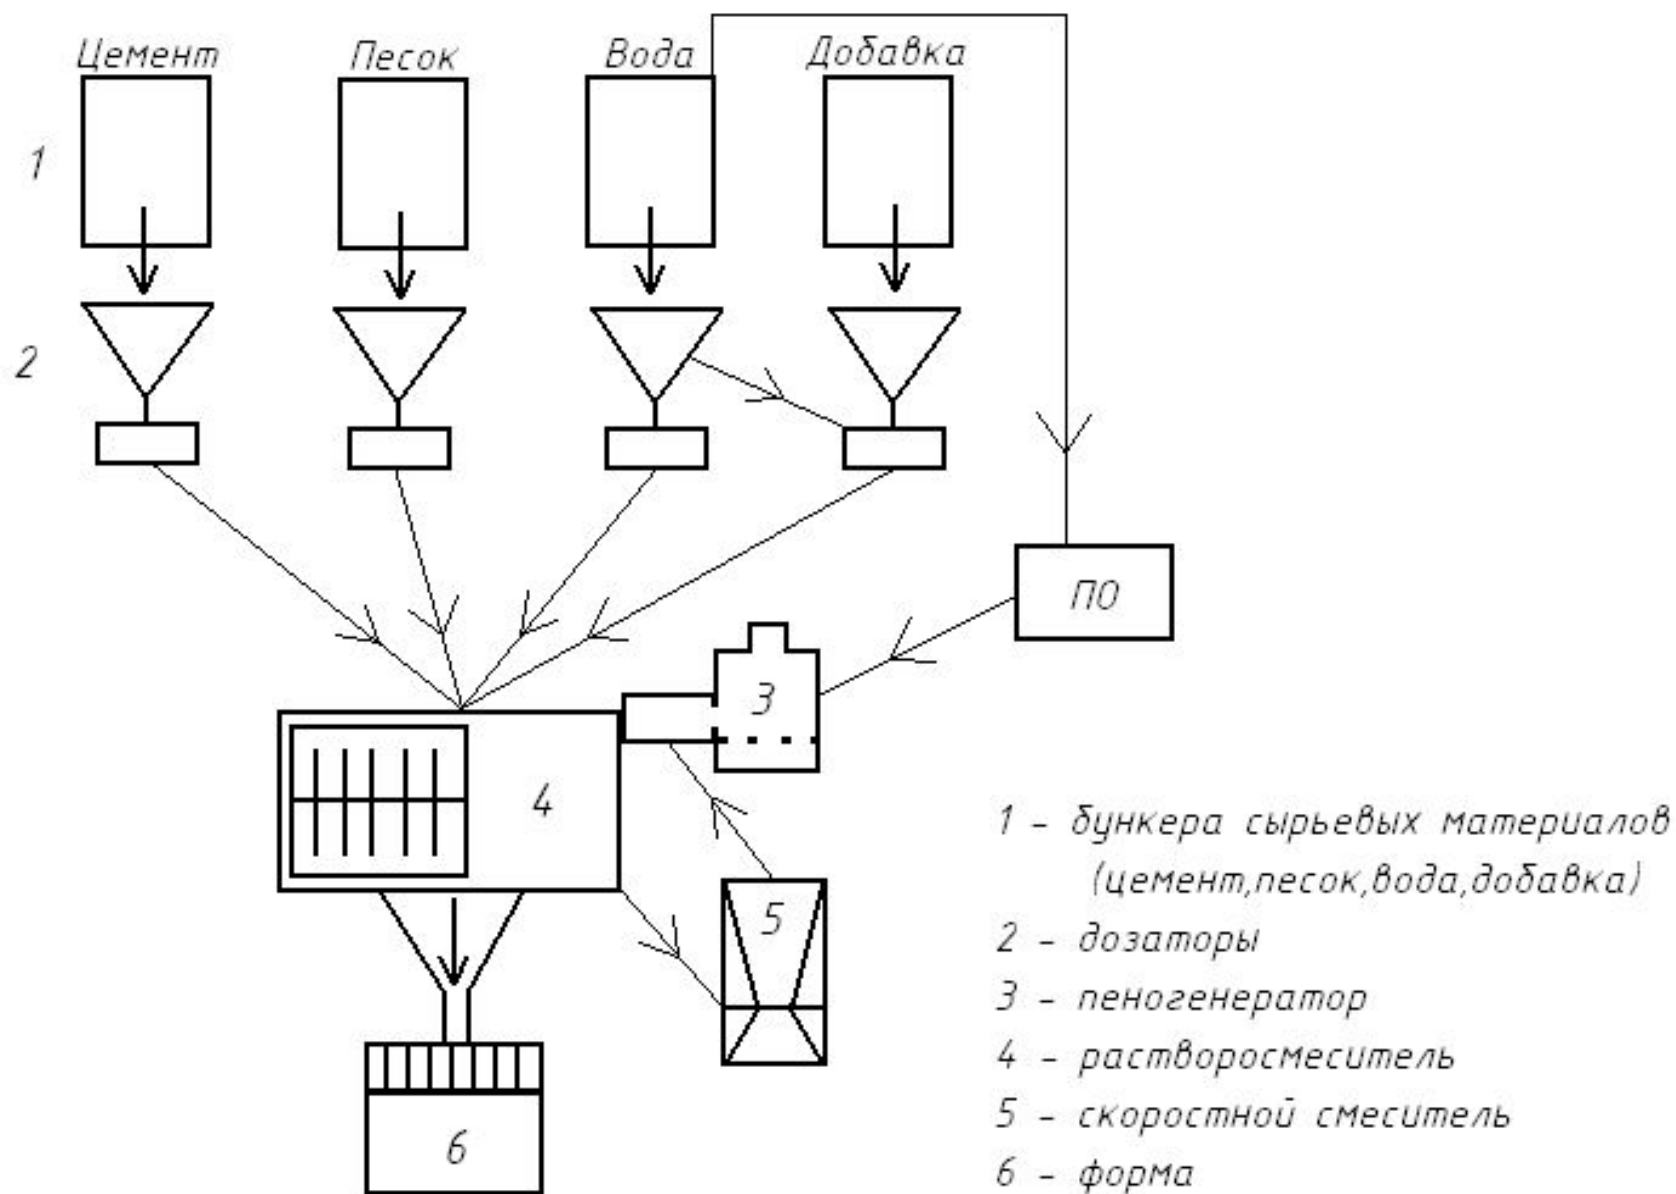 Цемент Песок Вода Добавка
1
2
ПО
3
4
5
6
1 - бункера сырьевых материалов
(цемент,песок,вода,добавка)
2 - дозаторы
3 - пеногенератор
4 - растворосмеситель
5 - скоростной смеситель
6 - форма